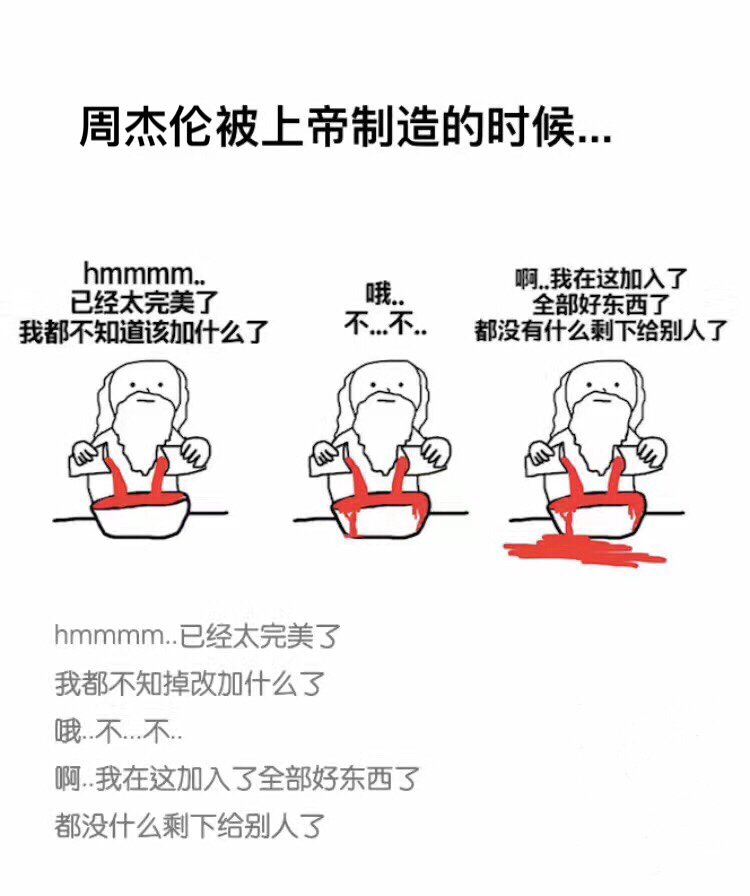 周杰伦被上帝制造的时候...
hmmmm..
已经太完美了
我都不知道该加什么了
哦..
不...不..
啊..我在这加入了
全部好东西了
都没有什么剩下给别人了
hmmmm..已经太完美了
我都不知掉改加什么了
哦..不...不..
啊..我在这加入了全部好东西了
都没什么剩下给别人了